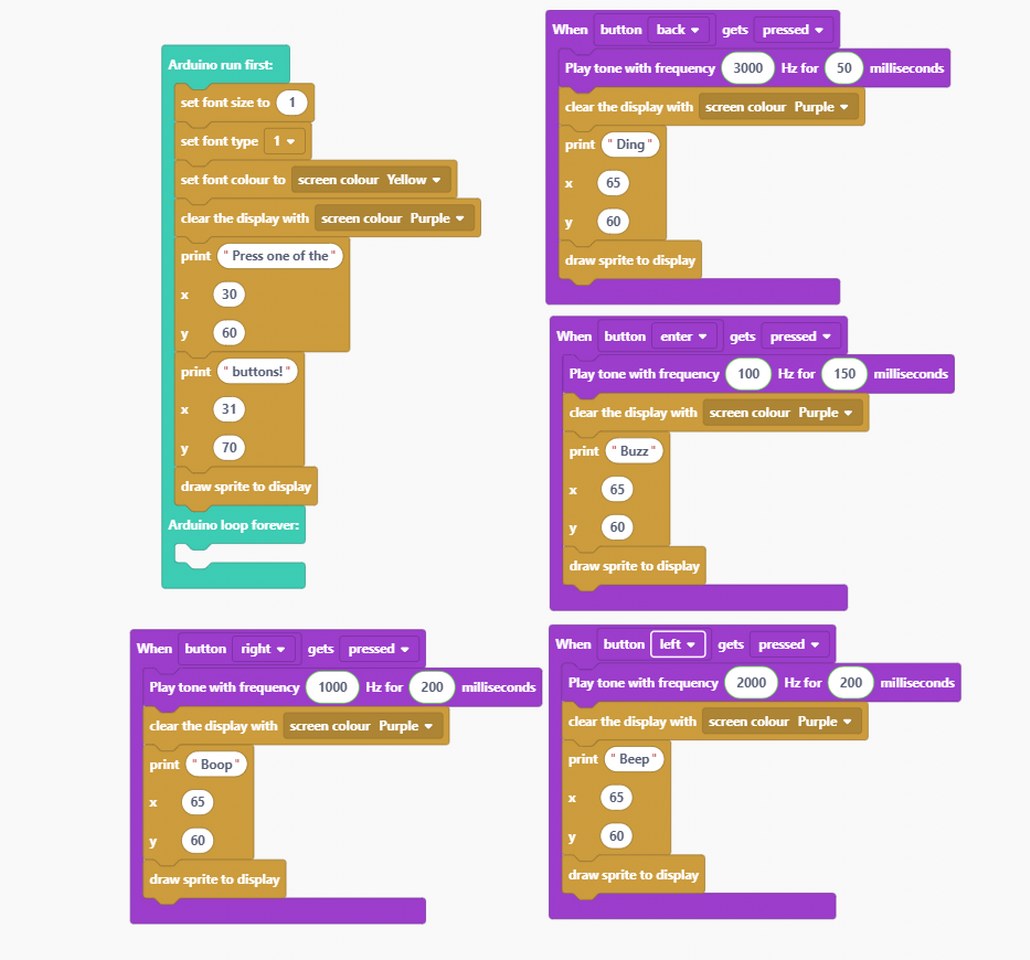 Arduino run first:
set font size to 1
set font type 1
set font colour to screen colour Yellow
clear the display with screen colour Purple
print " Press one of the "
x 30
y 60
print " buttons! "
x 31
y 70
draw sprite to display
Arduino loop forever:
When button back gets pressed
Play tone with frequency 3000 Hz for 50 milliseconds
clear the display with screen colour Purple
print " Ding "
x 65
y 60
draw sprite to display
When button enter gets pressed
Play tone with frequency 100 Hz for 150 milliseconds
clear the display with screen colour Purple
print " Buzz "
x 65
y 60
draw sprite to display
When button right gets pressed
Play tone with frequency 1000 Hz for 200 milliseconds
clear the display with screen colour Purple
print " Boop "
x 65
y 60
draw sprite to display
When button left gets pressed
Play tone with frequency 2000 Hz for 200 milliseconds
clear the display with screen colour Purple
print " Beep "
x 65
y 60
draw sprite to display